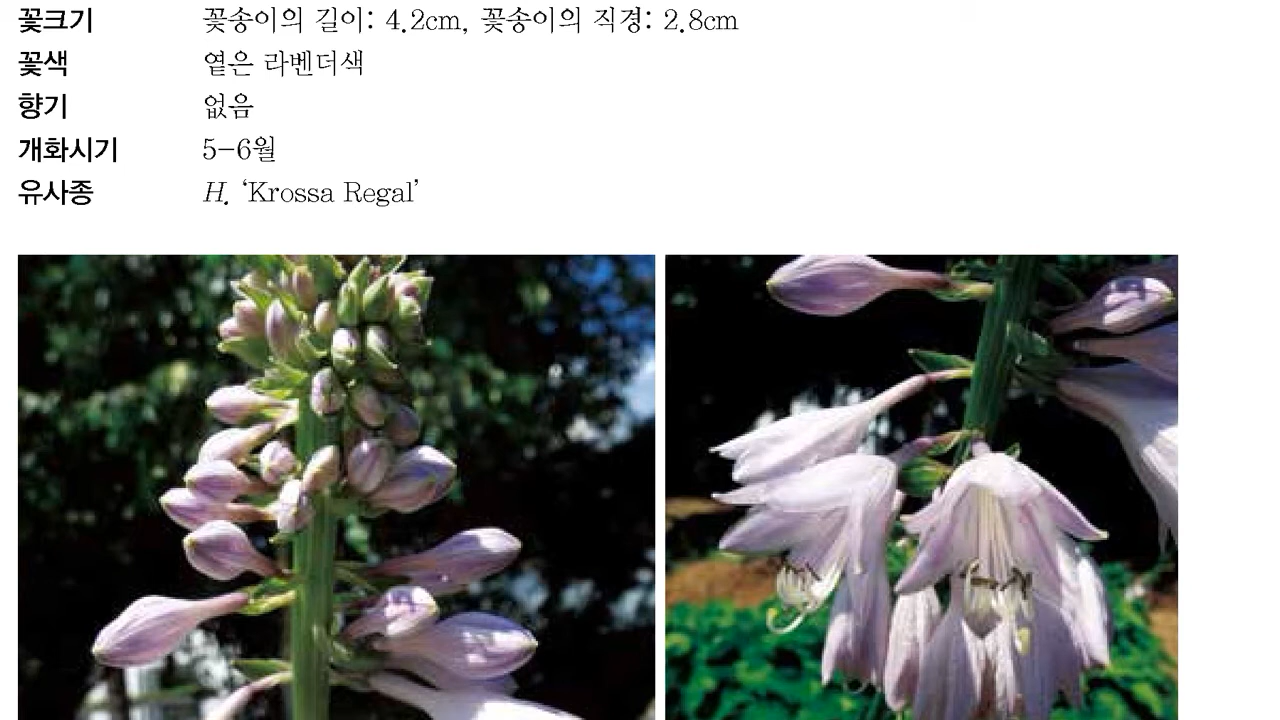 꽃크기 꽃송이의 길이: 4.2cm, 꽃송이의 직경: 2.8cm
꽃색 옅은 라벤더색
향기 없음
개화시기 5-6월
유사종 H. ‘Krossa Regal’